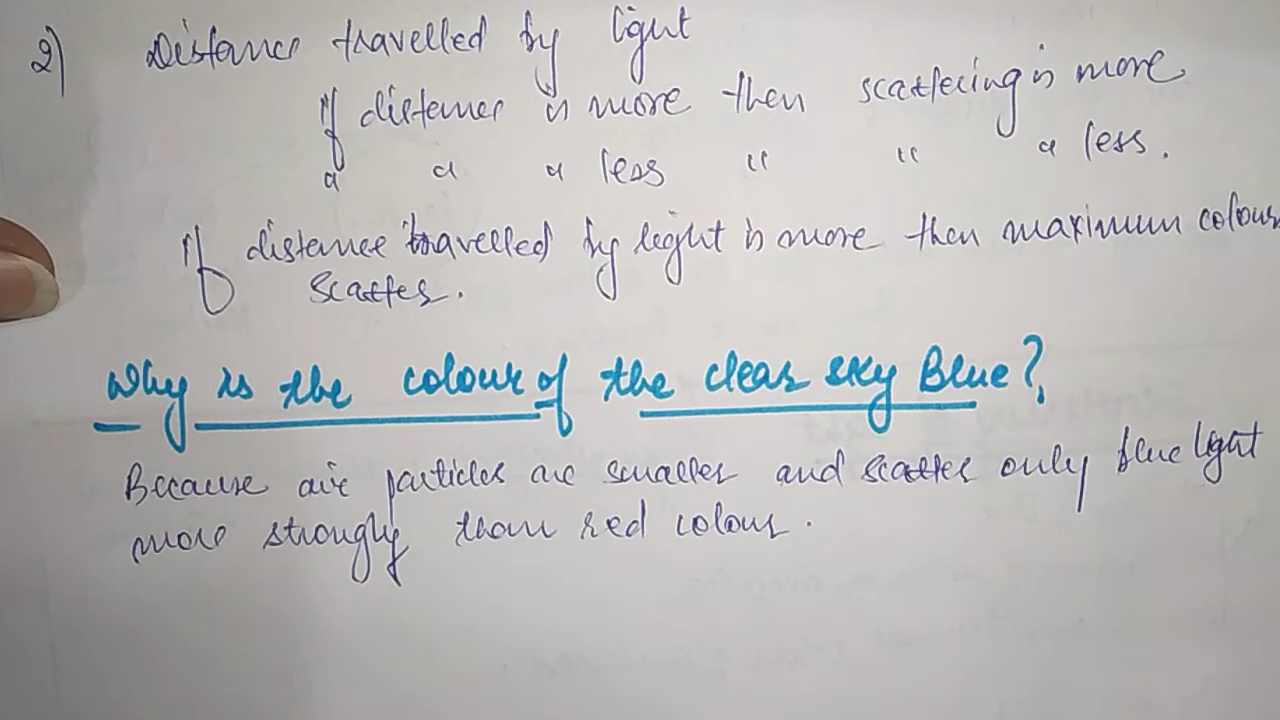 2) Distance travelled by light
If distance is more then scattering is more
" " " less " " " less.
If distance travelled by light is more then maximum colour
scatter.
Why is the colour of the clear sky Blue?
Because air particles are smaller and scatter only blue light
more strongly than red colour.